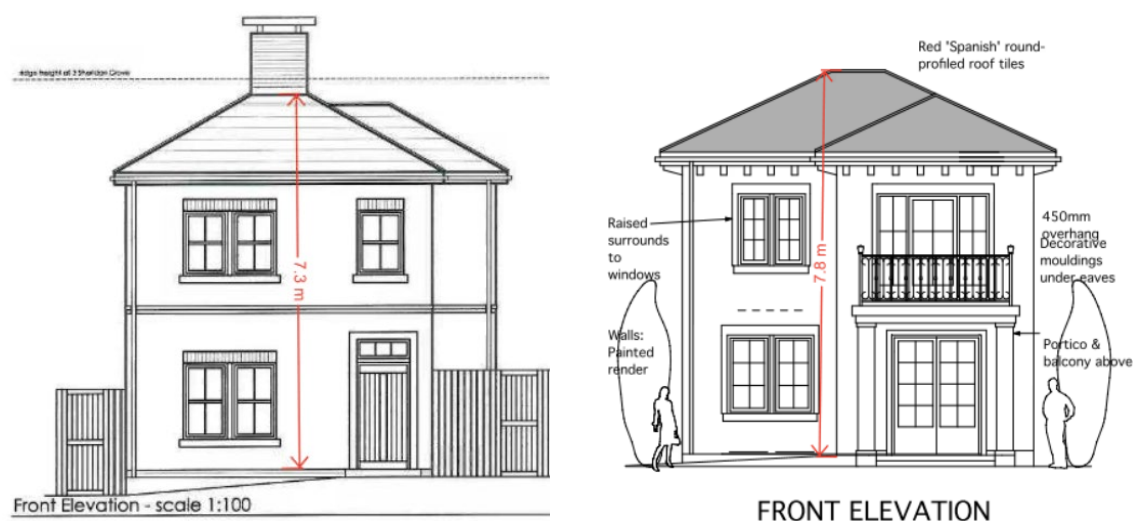 ridge height at 3 Sheridan Grove
7.3 m
Front Elevation - scale 1:100
Red 'Spanish' round-
profiled roof tiles
Raised
surrounds
to
windows
7.8 m
450mm
overhang
Decorative
mouldings
under eaves
Walls:
Painted
render
Portico &
balcony above
FRONT ELEVATION